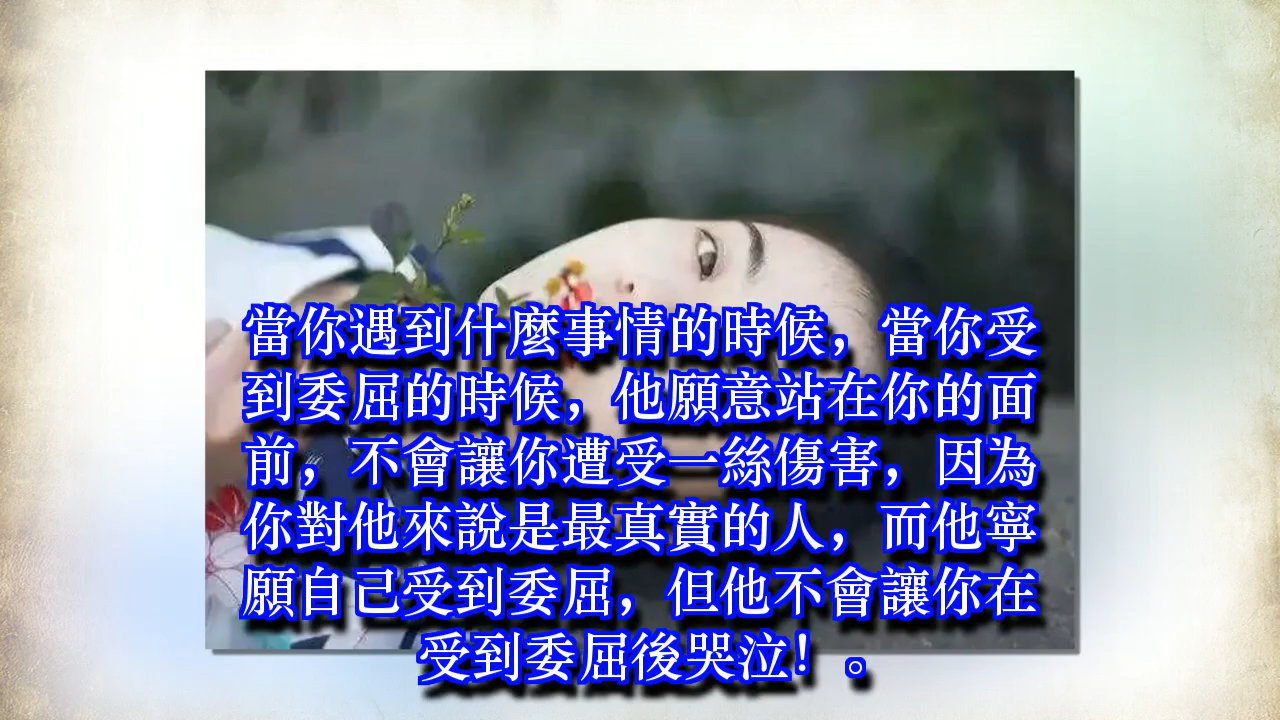 當你遇到什麼事情的時候，當你受
到委屈的時候，他願意站在你的面
前，不會讓你遭受一絲傷害，因為
你對他來說是最真實的人，而他寧
願自己受到委屈，但他不會讓你在
受到委屈後哭泣！。